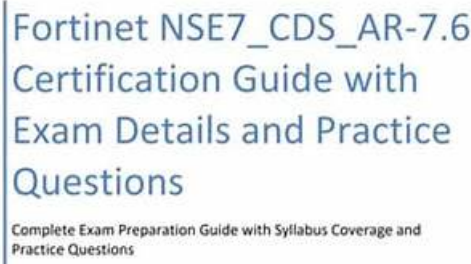 Fortinet NSE7_CDS_AR-7.6
Certification Guide with
Exam Details and Practice
Questions
Complete Exam Preparation Guide with Syllabus Coverage and
Practice Questions